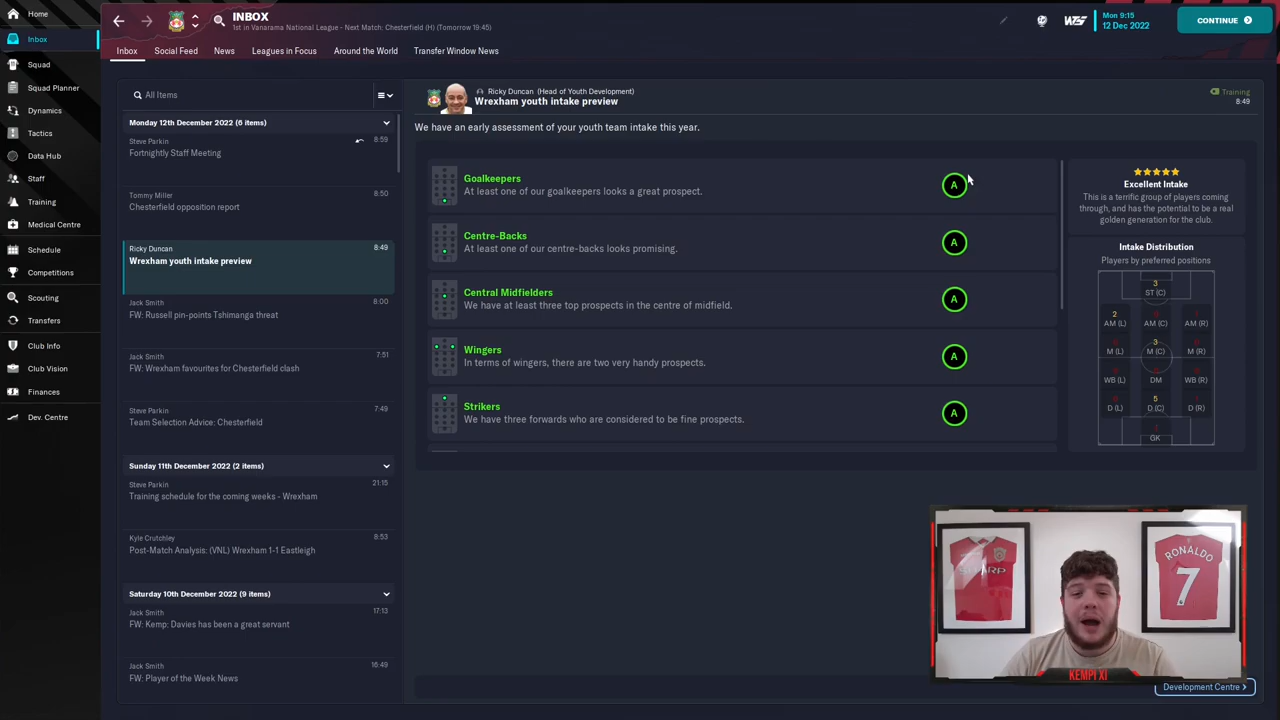 Home
Inbox
Squad
Squad Planner
Dynamics
Tactics
Data Hub
Staff
Training
Medical Centre
Schedule
Competitions
Scouting
Transfers
Club Info
Club Vision
Finances
Dev. Centre
INBOX
1st in Vanarama National League - Next Match: Chesterfield (H) (Tomorrow 19:45)
Mon 9:15
12 Dec 2022
CONTINUE
Inbox
Social Feed
News
Leagues in Focus
Around the World
Transfer Window News
All Items
Monday 12th December 2022 (6 items)
Steve Parkin
8:59
Fortnightly Staff Meeting
Tommy Miller
8:50
Chesterfield opposition report
Ricky Duncan
8:49
Wrexham youth intake preview
Jack Smith
8:00
FW: Russell pin-points Tshimanga threat
Jack Smith
7:51
FW: Wrexham favourites for Chesterfield clash
Steve Parkin
7:49
Team Selection Advice: Chesterfield
Sunday 11th December 2022 (2 items)
Steve Parkin
21:15
Training schedule for the coming weeks - Wrexham
Kyle Crutchley
8:53
Post-Match Analysis: (VNL) Wrexham 1-1 Eastleigh
Saturday 10th December 2022 (9 items)
Jack Smith
17:13
FW: Kemp: Davies has been a great servant
Jack Smith
16:49
FW: Player of the Week News
Ricky Duncan (Head of Youth Development)
Wrexham youth intake preview
Training
8:49
We have an early assessment of your youth team intake this year.
Goalkeepers
At least one of our goalkeepers looks a great prospect.
A
Centre-Backs
At least one of our centre-backs looks promising.
A
Central Midfielders
We have at least three top prospects in the centre of midfield.
A
Wingers
In terms of wingers, there are two very handy prospects.
A
Strikers
We have three forwards who are considered to be fine prospects.
A
Excellent Intake
This is a terrific group of players coming
through, and has the potential to be a real
golden generation for the club.
Intake Distribution
Players by preferred positions
3
ST (C)
2
AM (L)
0
AM (C)
AM (R)
0
M (L)
3
M (C)
0
M (R)
WB (L)
DM
WB (R)
0
D (L)
5
D (C)
D (R)
1
GK
SHARP
RONALDO
7
KEMPI XI
Development Centre